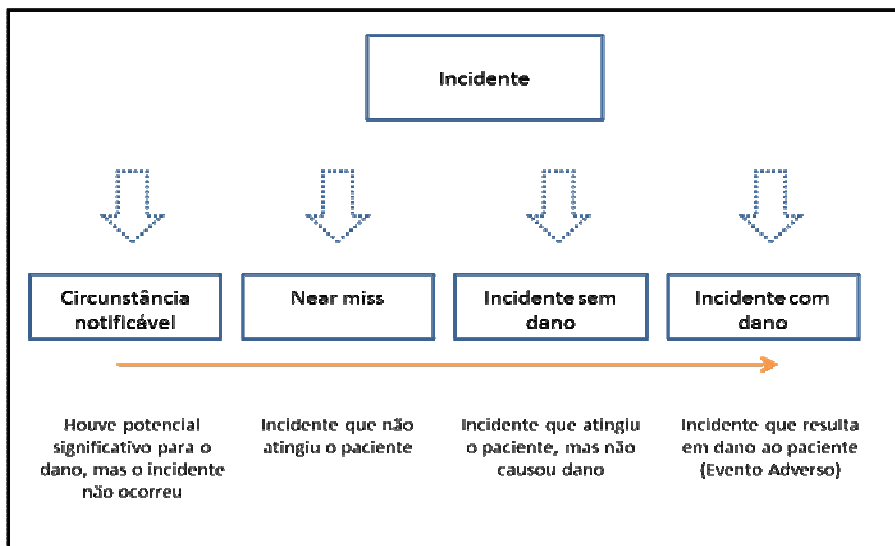 Incidente
Circunstância
notificável
Near miss
Incidente sem
dano
Incidente com
dano
Houve potencial
significativo para o
dano, mas o incidente
não ocorreu
Incidente que não
atingiu o paciente
Incidente que atingiu
o paciente, mas não
causou dano
Incidente que resulta
em dano ao paciente
(Evento Adverso)